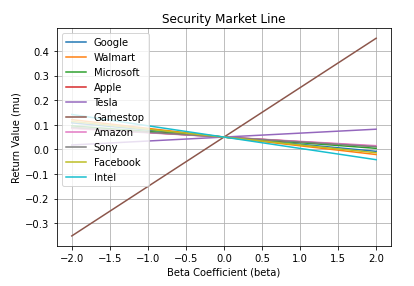 Security Market Line
Return Value (mu)
0.4
0.3
0.2
0.1
0.0
−0.1
−0.2
−0.3
Google
Walmart
Microsoft
Apple
Tesla
Gamestop
Amazon
Sony
Facebook
Intel
−2.0 −1.5 −1.0 −0.5 0.0 0.5 1.0 1.5 2.0
Beta Coefficient (beta)